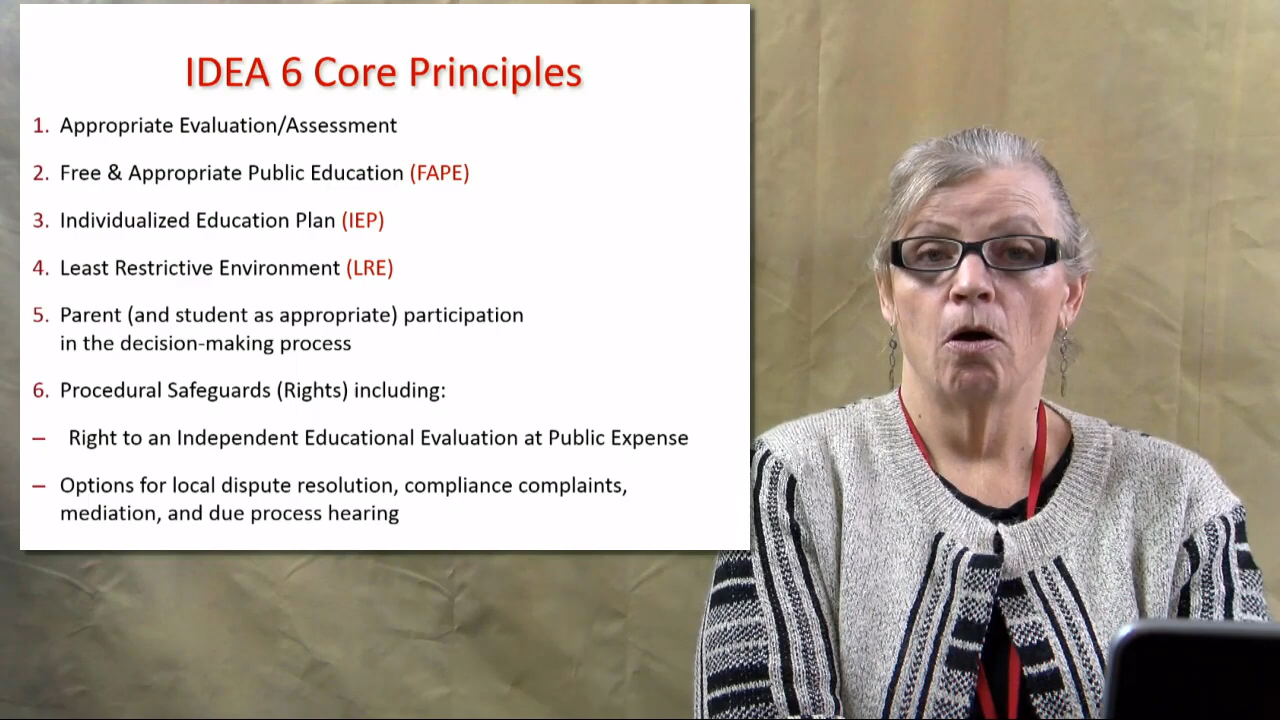 IDEA 6 Core Principles
1. Appropriate Evaluation/Assessment
2. Free & Appropriate Public Education (FAPE)
3. Individualized Education Plan (IEP)
4. Least Restrictive Environment (LRE)
5. Parent (and student as appropriate) participation
in the decision-making process
6. Procedural Safeguards (Rights) including:
– Right to an Independent Educational Evaluation at Public Expense
– Options for local dispute resolution, compliance complaints,
mediation, and due process hearing